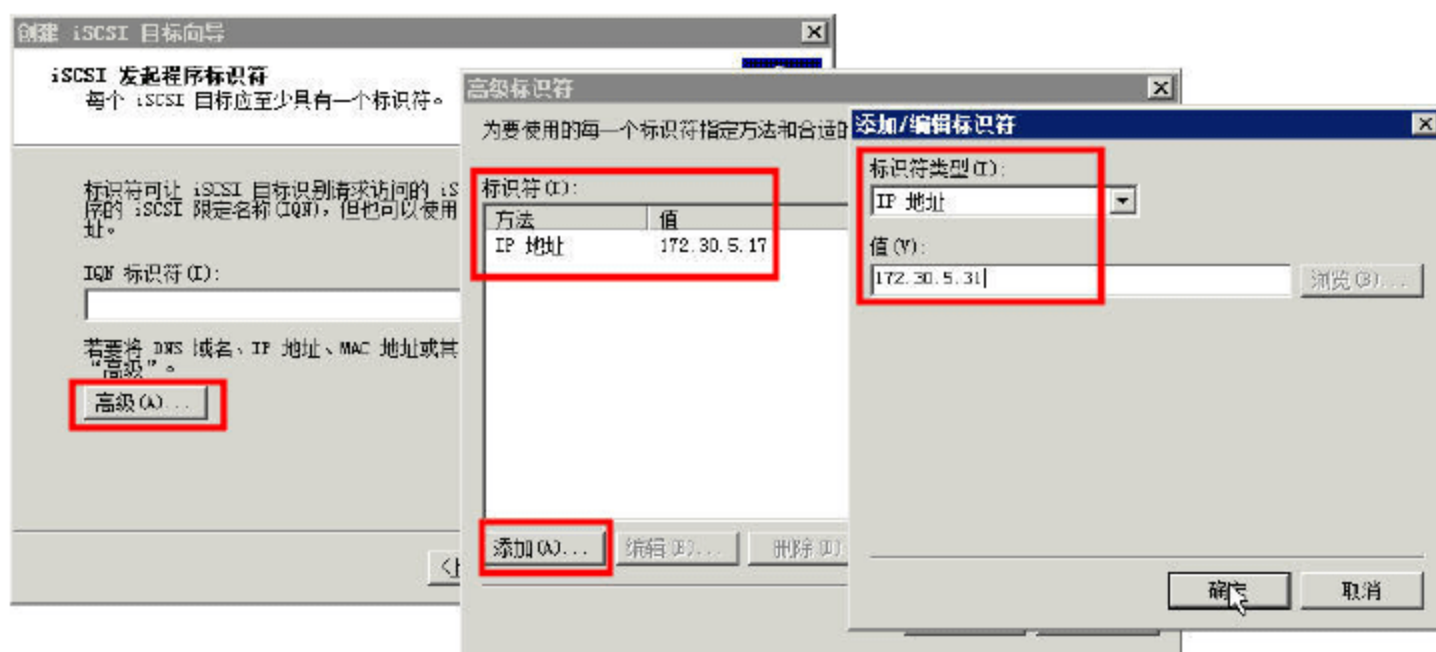 创建 iSCSI 目标向导
iSCSI 发起程序标识符
每个 iSCSI 目标应至少具有一个标识符。
标识符可让 iSCSI 目标识别请求访问的 iS
序的 iSCSI 限定名称(IQN)，但也可以使用
址。
IQN 标识符(I):
若要将 DNS 域名、IP 地址、MAC 地址或其
“高级”。
高级(A)...
高级标识符
为要使用的每一个标识符指定方法和合适的
标识符(I):
方法 值
IP 地址 172.30.5.17
添加(A)... 编辑(E)... 删除(D)
添加/编辑标识符
标识符类型(T):
IP 地址
值(V):
172.30.5.31
浏览(B)...
确定 取消